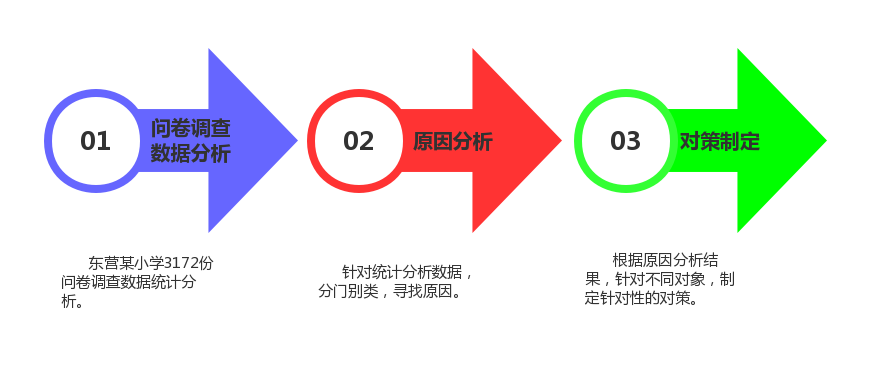 01
问卷调查
数据分析
02
原因分析
03
对策制定
东营某小学3172份
问卷调查数据统计分
析。
针对统计分析数据，
分门别类，寻找原因。
根据原因分析结
果，针对不同对象，制
定针对性的对策。